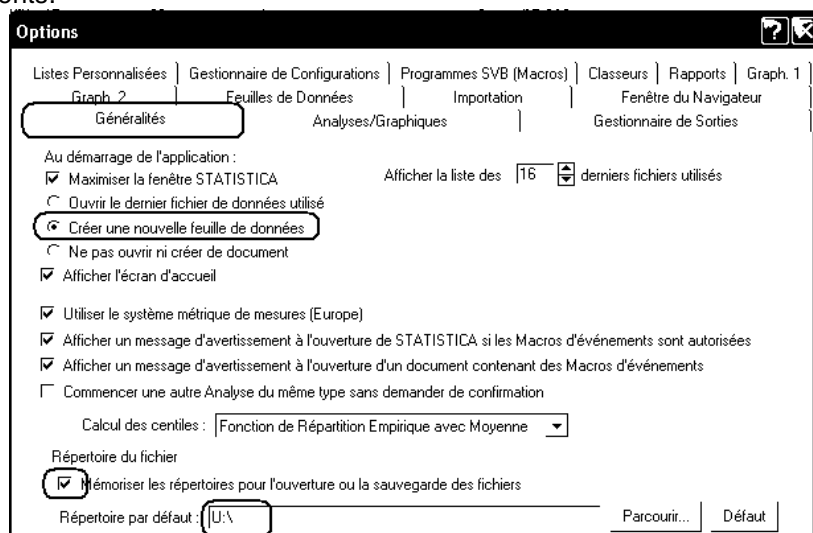 Options
Listes Personnalisées Gestionnaire de Configurations Programmes SVB (Macros) Classeurs Rapports Graph. 1
Graph. 2 Feuilles de Données Importation Fenêtre du Navigateur
Généralités Analyses/Graphiques Gestionnaire de Sorties
Au démarrage de l'application :
Maximiser la fenêtre STATISTICA Afficher la liste des 16 derniers fichiers utilisés
Ouvrir le dernier fichier de données utilisé
Créer une nouvelle feuille de données
Ne pas ouvrir ni créer de document
Afficher l'écran d'accueil
Utiliser le système métrique de mesures (Europe)
Afficher un message d'avertissement à l'ouverture de STATISTICA si les Macros d'événements sont autorisées
Afficher un message d'avertissement à l'ouverture d'un document contenant des Macros d'événements
Commencer une autre Analyse du même type sans demander de confirmation
Calcul des centiles : Fonction de Répartition Empirique avec Moyenne
Répertoire du fichier
Mémoriser les répertoires pour l'ouverture ou la sauvegarde des fichiers
Répertoire par défaut : U:\ Parcourir... Défaut